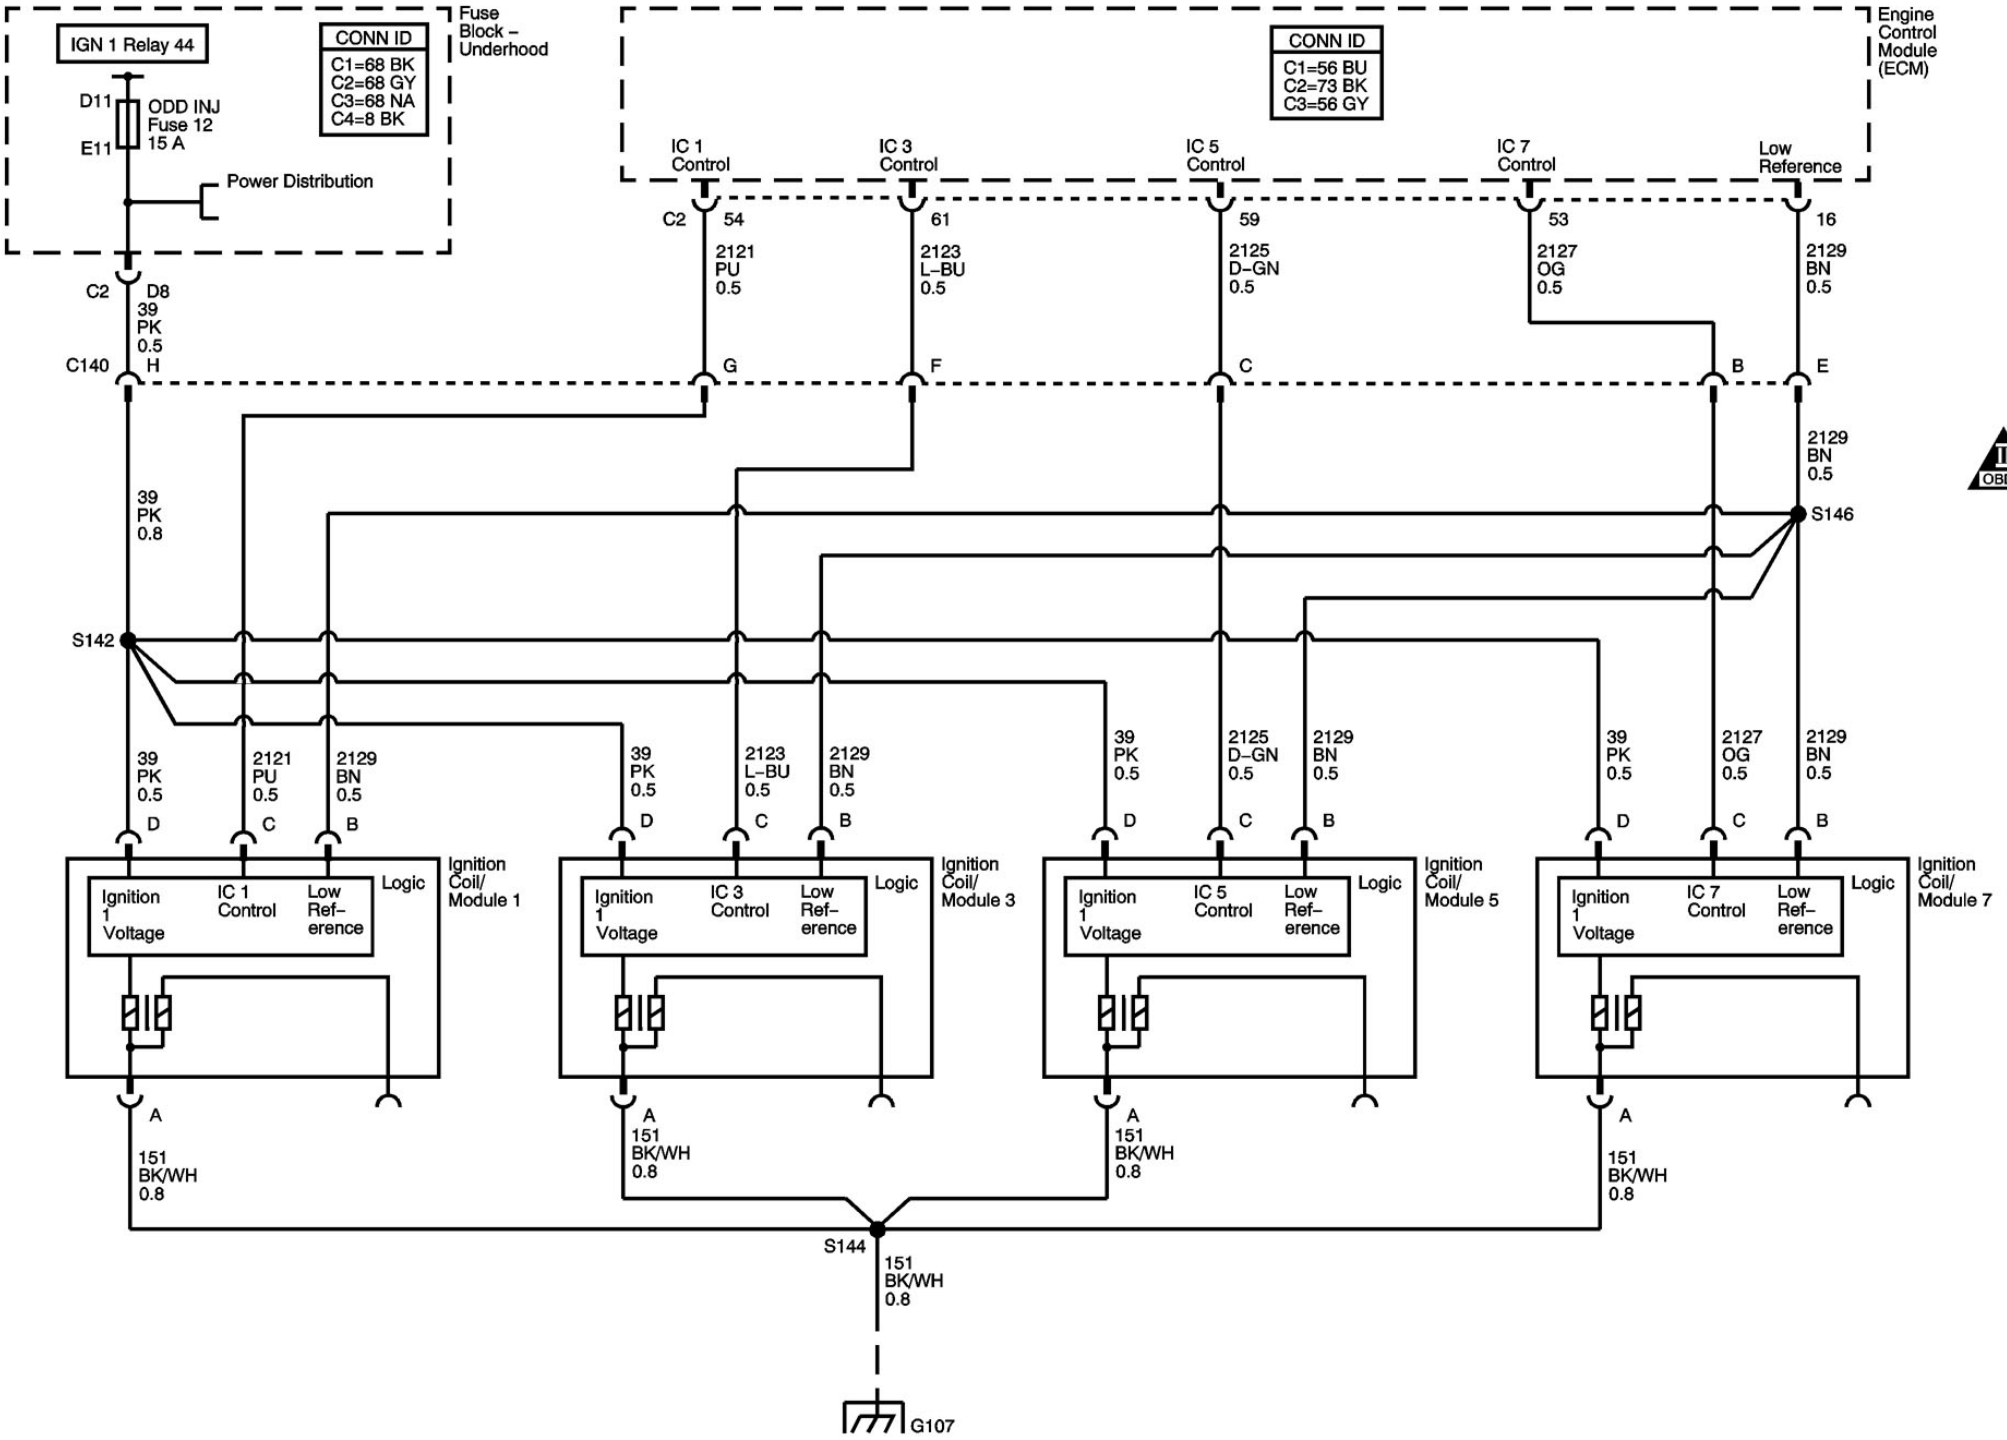 Fuse
Block –
Underhood
IGN 1 Relay 44
CONN ID
C1=68 BK
C2=68 GY
C3=68 NA
C4=8 BK
D11
E11
ODD INJ
Fuse 12
15 A
Power Distribution
Engine
Control
Module
(ECM)
CONN ID
C1=56 BU
C2=73 BK
C3=56 GY
IC 1
Control
IC 3
Control
IC 5
Control
IC 7
Control
Low
Reference
C2
54
61
59
53
16
2121
PU
0.5
2123
L–BU
0.5
2125
D–GN
0.5
2127
OG
0.5
2129
BN
0.5
C2
D8
39
PK
0.5
C140
H
G
F
C
B
E
39
PK
0.8
2129
BN
0.5
S146
S142
39
PK
0.5
2121
PU
0.5
2129
BN
0.5
39
PK
0.5
2123
L–BU
0.5
2129
BN
0.5
39
PK
0.5
2125
D–GN
0.5
2129
BN
0.5
39
PK
0.5
2127
OG
0.5
2129
BN
0.5
D
C
B
D
C
B
D
C
B
D
C
B
Ignition
1
Voltage
IC 1
Control
Low
Ref–
erence
Logic
Ignition
Coil/
Module 1
Ignition
1
Voltage
IC 3
Control
Low
Ref–
erence
Logic
Ignition
Coil/
Module 3
Ignition
1
Voltage
IC 5
Control
Low
Ref–
erence
Logic
Ignition
Coil/
Module 5
Ignition
1
Voltage
IC 7
Control
Low
Ref–
erence
Logic
Ignition
Coil/
Module 7
A
151
BK/WH
0.8
A
151
BK/WH
0.8
A
151
BK/WH
0.8
A
151
BK/WH
0.8
S144
151
BK/WH
0.8
G107